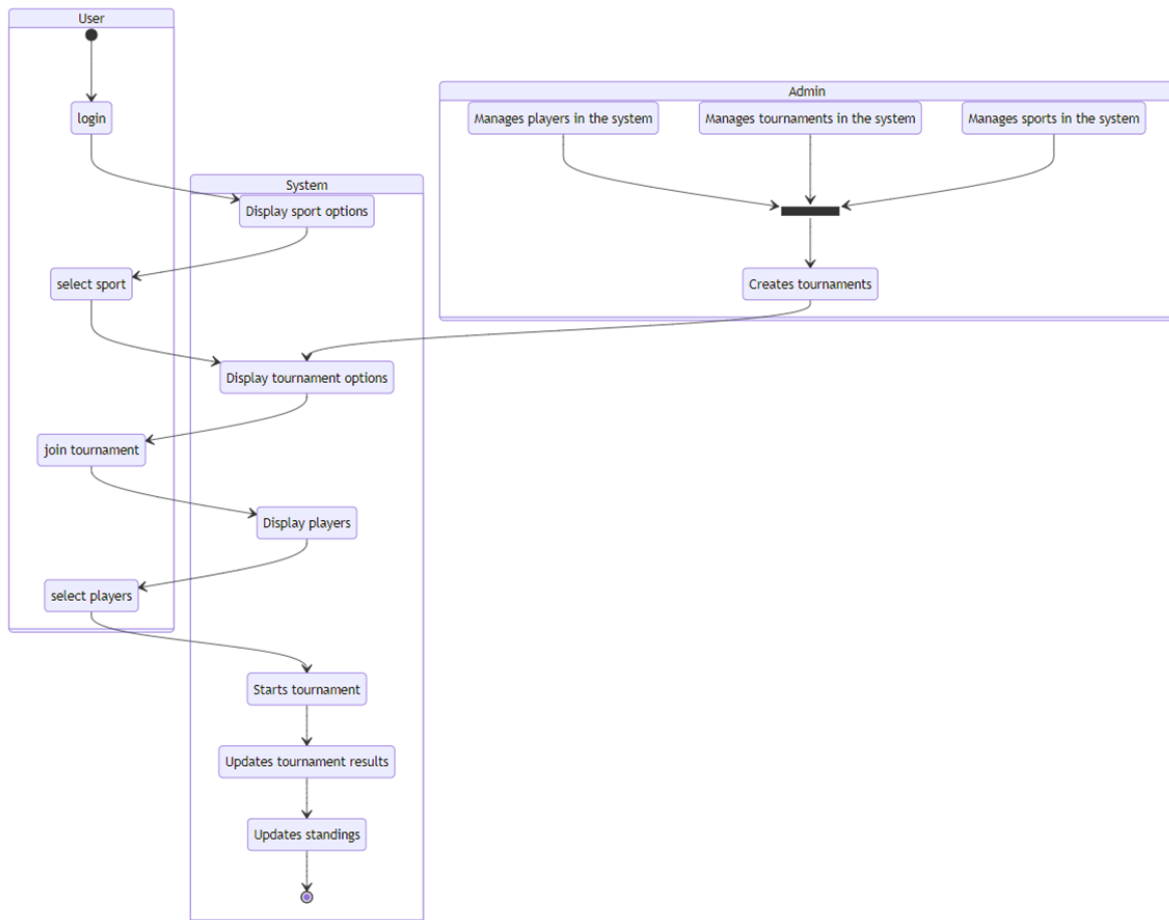 User
login
Admin
Manages players in the system
Manages tournaments in the system
Manages sports in the system
System
Display sport options
select sport
Creates tournaments
Display tournament options
join tournament
Display players
select players
Starts tournament
Updates tournament results
Updates standings